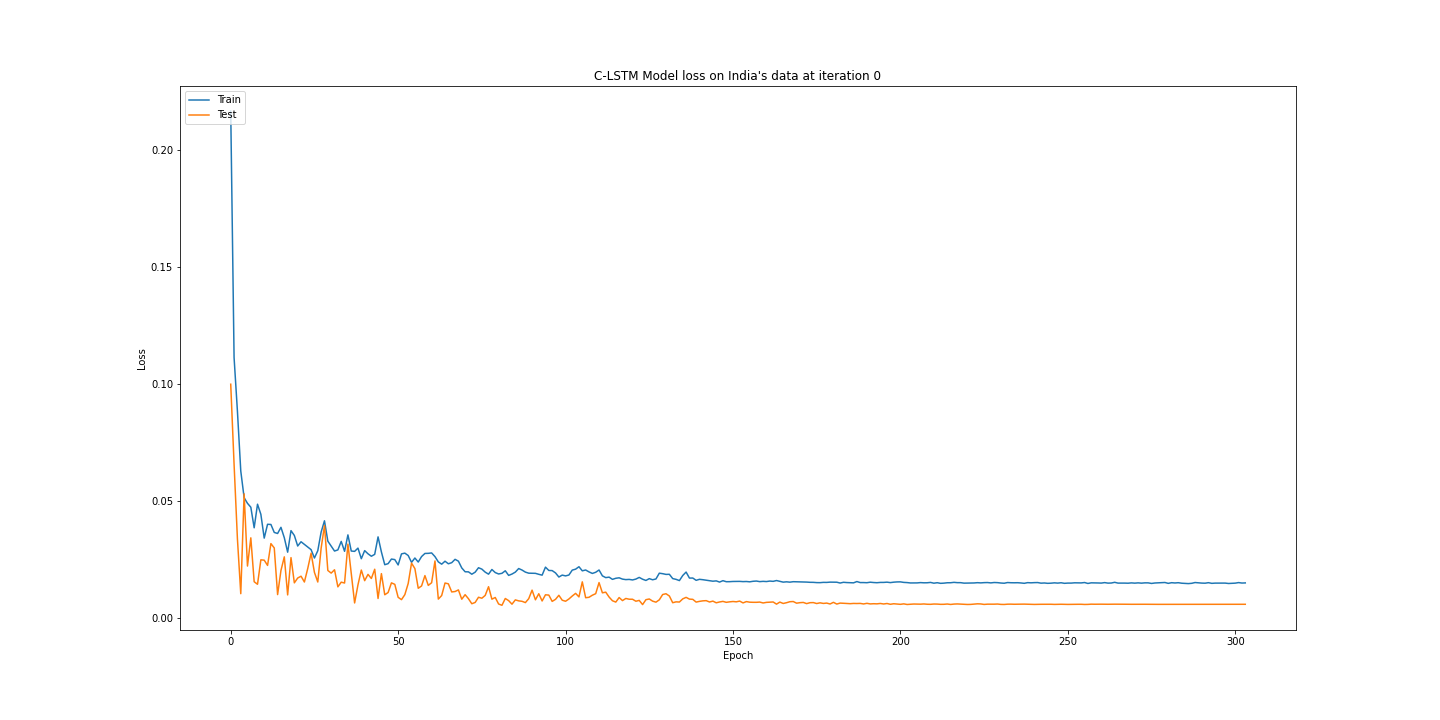 C-LSTM Model loss on India's data at iteration 0
Train
Test
0.20
0.15
0.10
0.05
0.00
Loss
0 50 100 150 200 250 300
Epoch